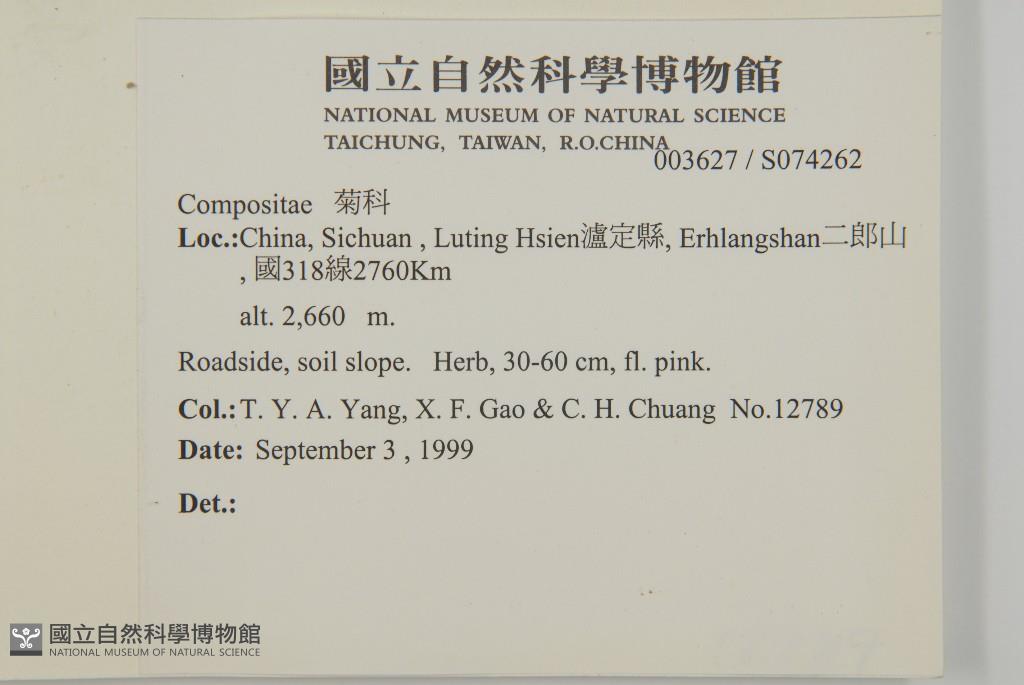 國立自然科學博物館
NATIONAL MUSEUM OF NATURAL SCIENCE
TAICHUNG, TAIWAN, R.O.CHINA
003627 / S074262
Compositae 菊科
Loc.:China, Sichuan , Luting Hsien瀘定縣, Erhlangshan二郎山
, 國318線2760Km
alt. 2,660 m.
Roadside, soil slope. Herb, 30-60 cm, fl. pink.
Col.: T. Y. A. Yang, X. F. Gao & C. H. Chuang No.12789
Date: September 3 , 1999
Det.:
國立自然科學博物館
NATIONAL MUSEUM OF NATURAL SCIENCE